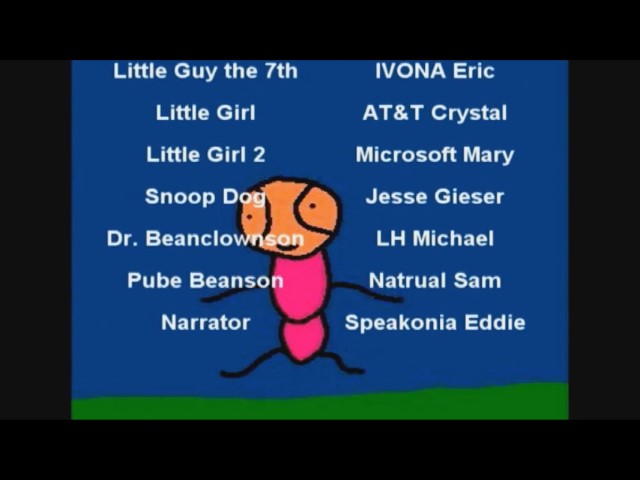 Little Guy the 7th IVONA Eric
Little Girl AT&T Crystal
Little Girl 2 Microsoft Mary
Snoop Dog Jesse Gieser
Dr. Beanclownson LH Michael
Pube Beanson Natrual Sam
Narrator Speakonia Eddie